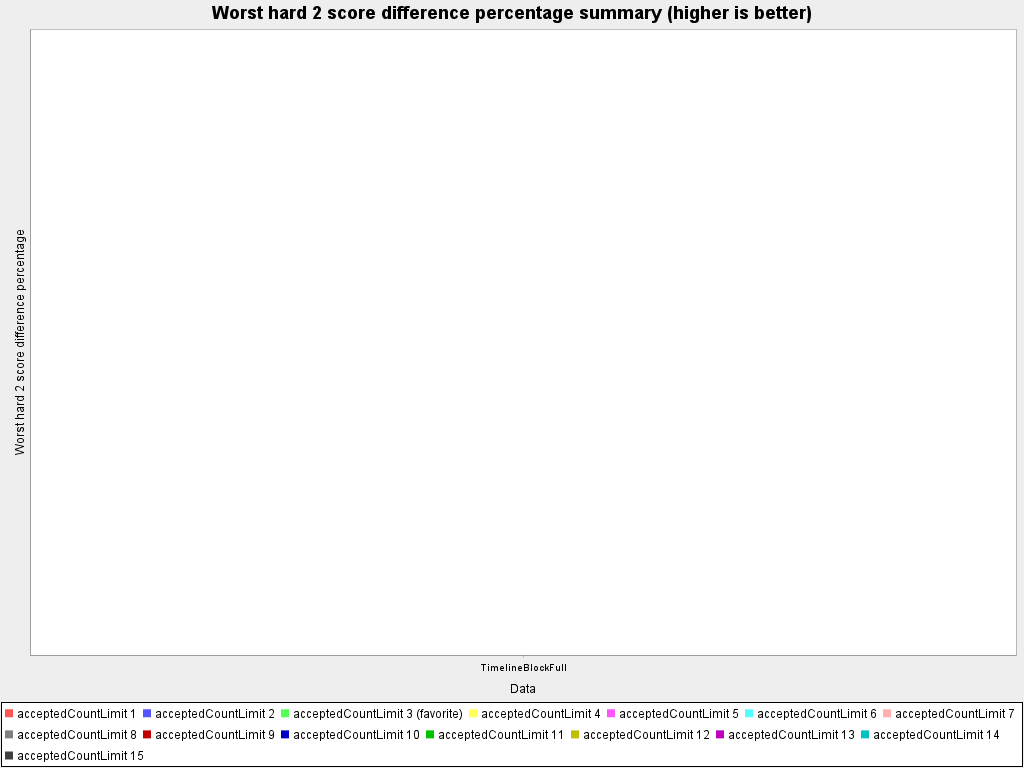 Worst hard 2 score difference percentage summary (higher is better)
Worst hard 2 score difference percentage
TimelineBlockFull
Data
acceptedCountLimit 1 acceptedCountLimit 2 acceptedCountLimit 3 (favorite) acceptedCountLimit 4 acceptedCountLimit 5 acceptedCountLimit 6 acceptedCountLimit 7
acceptedCountLimit 8 acceptedCountLimit 9 acceptedCountLimit 10 acceptedCountLimit 11 acceptedCountLimit 12 acceptedCountLimit 13 acceptedCountLimit 14
acceptedCountLimit 15